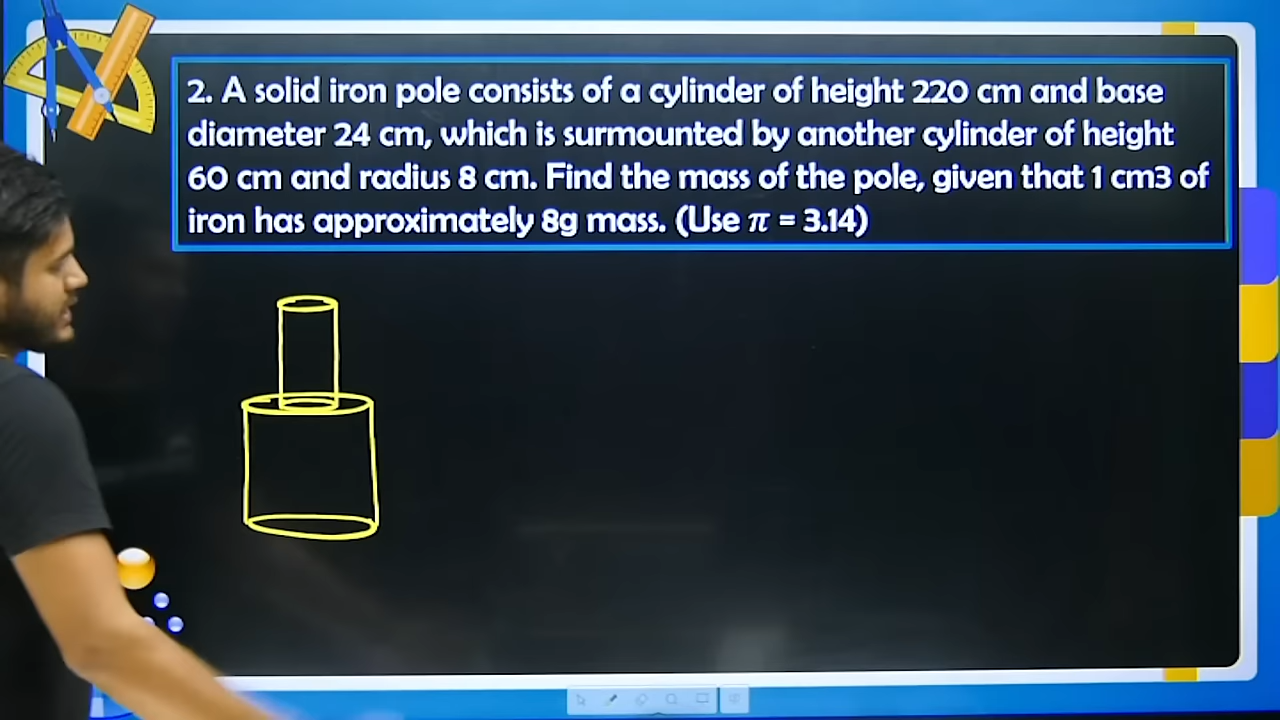 2. A solid iron pole consists of a cylinder of height 220 cm and base
diameter 24 cm, which is surmounted by another cylinder of height
60 cm and radius 8 cm. Find the mass of the pole, given that 1 cm3 of
iron has approximately 8g mass. (Use π = 3.14)